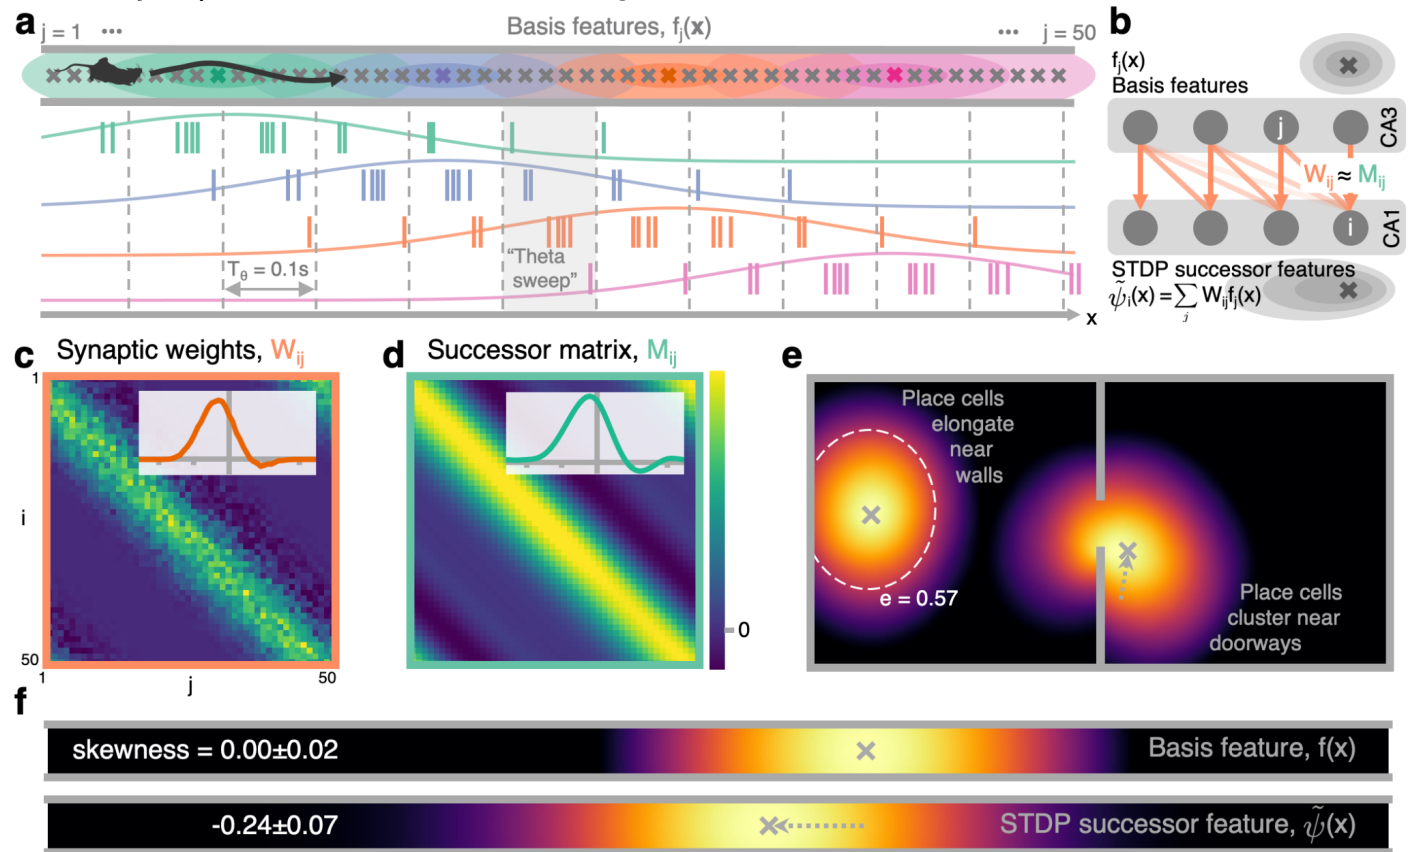 a
j = 1 ...
Basis features, fj(x)
... j = 50
Tθ = 0.1s
“Theta
sweep”
x
b
fj(x)
Basis features
j
CA3
Wij ≈ Mij
i
CA1
STDP successor features
ψ̃i(x) = ∑j Wijfj(x)
c
Synaptic weights, Wij
1
i
50
1
j
50
d
Successor matrix, Mij
0
e
Place cells
elongate
near
walls
e = 0.57
Place cells
cluster near
doorways
f
skewness = 0.00±0.02
Basis feature, f(x)
-0.24±0.07
STDP successor feature, ψ̃(x)